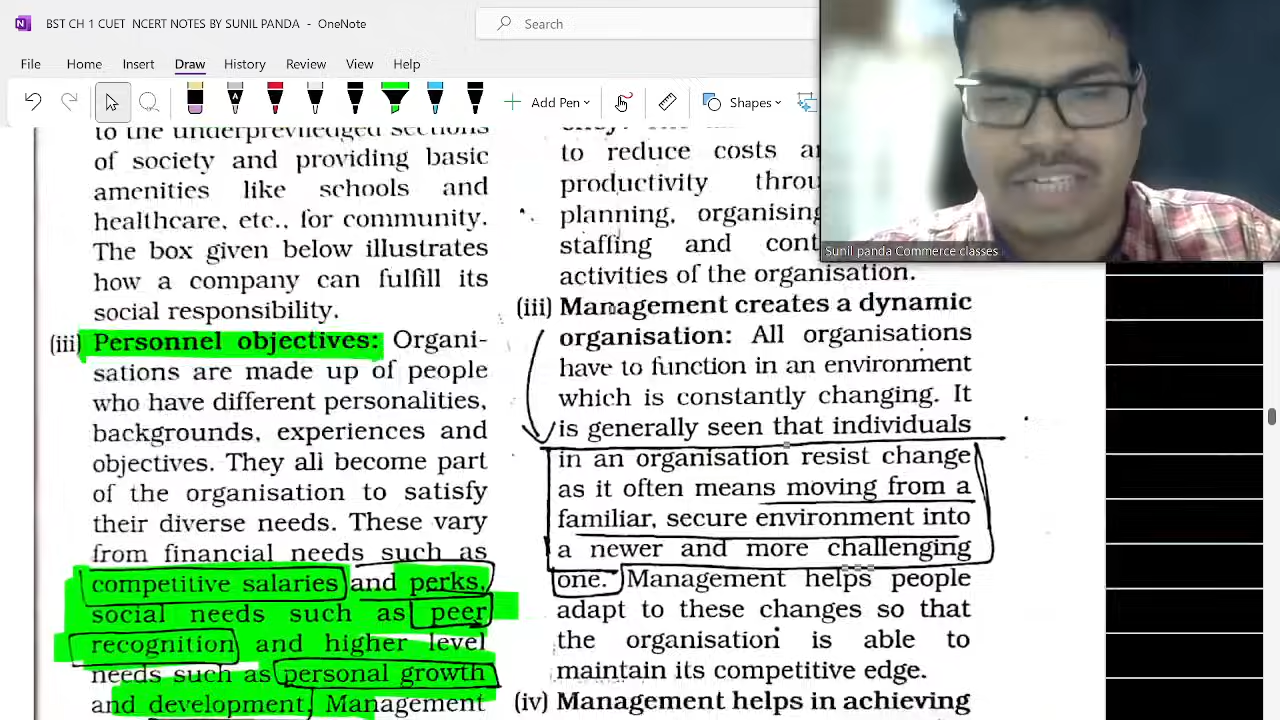 BST CH 1 CUET NCERT NOTES BY SUNIL PANDA - OneNote
Search
File Home Insert Draw History Review View Help
Add Pen
Shapes
Sunil panda Commerce classes
of society and providing basic
amenities like schools and
healthcare, etc., for community.
The box given below illustrates
how a company can fulfill its
social responsibility.
(iii) Personnel objectives: Organi-
sations are made up of people
who have different personalities,
backgrounds, experiences and
objectives. They all become part
of the organisation to satisfy
their diverse needs. These vary
from financial needs such as
competitive salaries and perks,
social needs such as peer
recognition and higher level
needs such as personal growth
and development. Management
to reduce costs
productivity
planning, organising
staffing and
activities of the organisation.
(iii) Management creates a dynamic
organisation: All organisations
have to function in an environment
which is constantly changing. It
is generally seen that individuals
in an organisation resist change
as it often means moving from a
familiar, secure environment into
a newer and more challenging
one. Management helps people
adapt to these changes so that
the organisation is able to
maintain its competitive edge.
(iv) Management helps in achieving